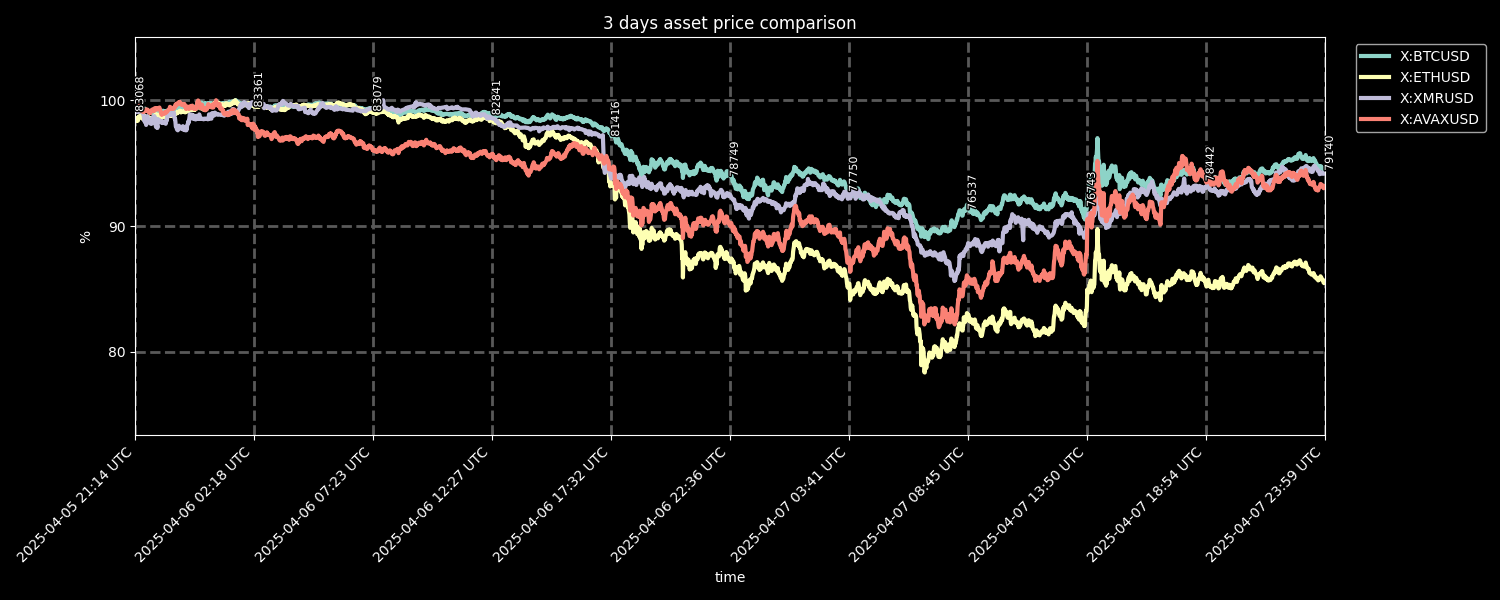 3 days asset price comparison
X:BTCUSD
X:ETHUSD
X:XMRUSD
X:AVAXUSD
100
90
80
%
83068
83361
83079
82841
81416
78749
77750
76537
76743
78442
79140
2025-04-05 21:14 UTC
2025-04-06 02:18 UTC
2025-04-06 07:23 UTC
2025-04-06 12:27 UTC
2025-04-06 17:32 UTC
2025-04-06 22:36 UTC
2025-04-07 03:41 UTC
2025-04-07 08:45 UTC
2025-04-07 13:50 UTC
2025-04-07 18:54 UTC
2025-04-07 23:59 UTC
time